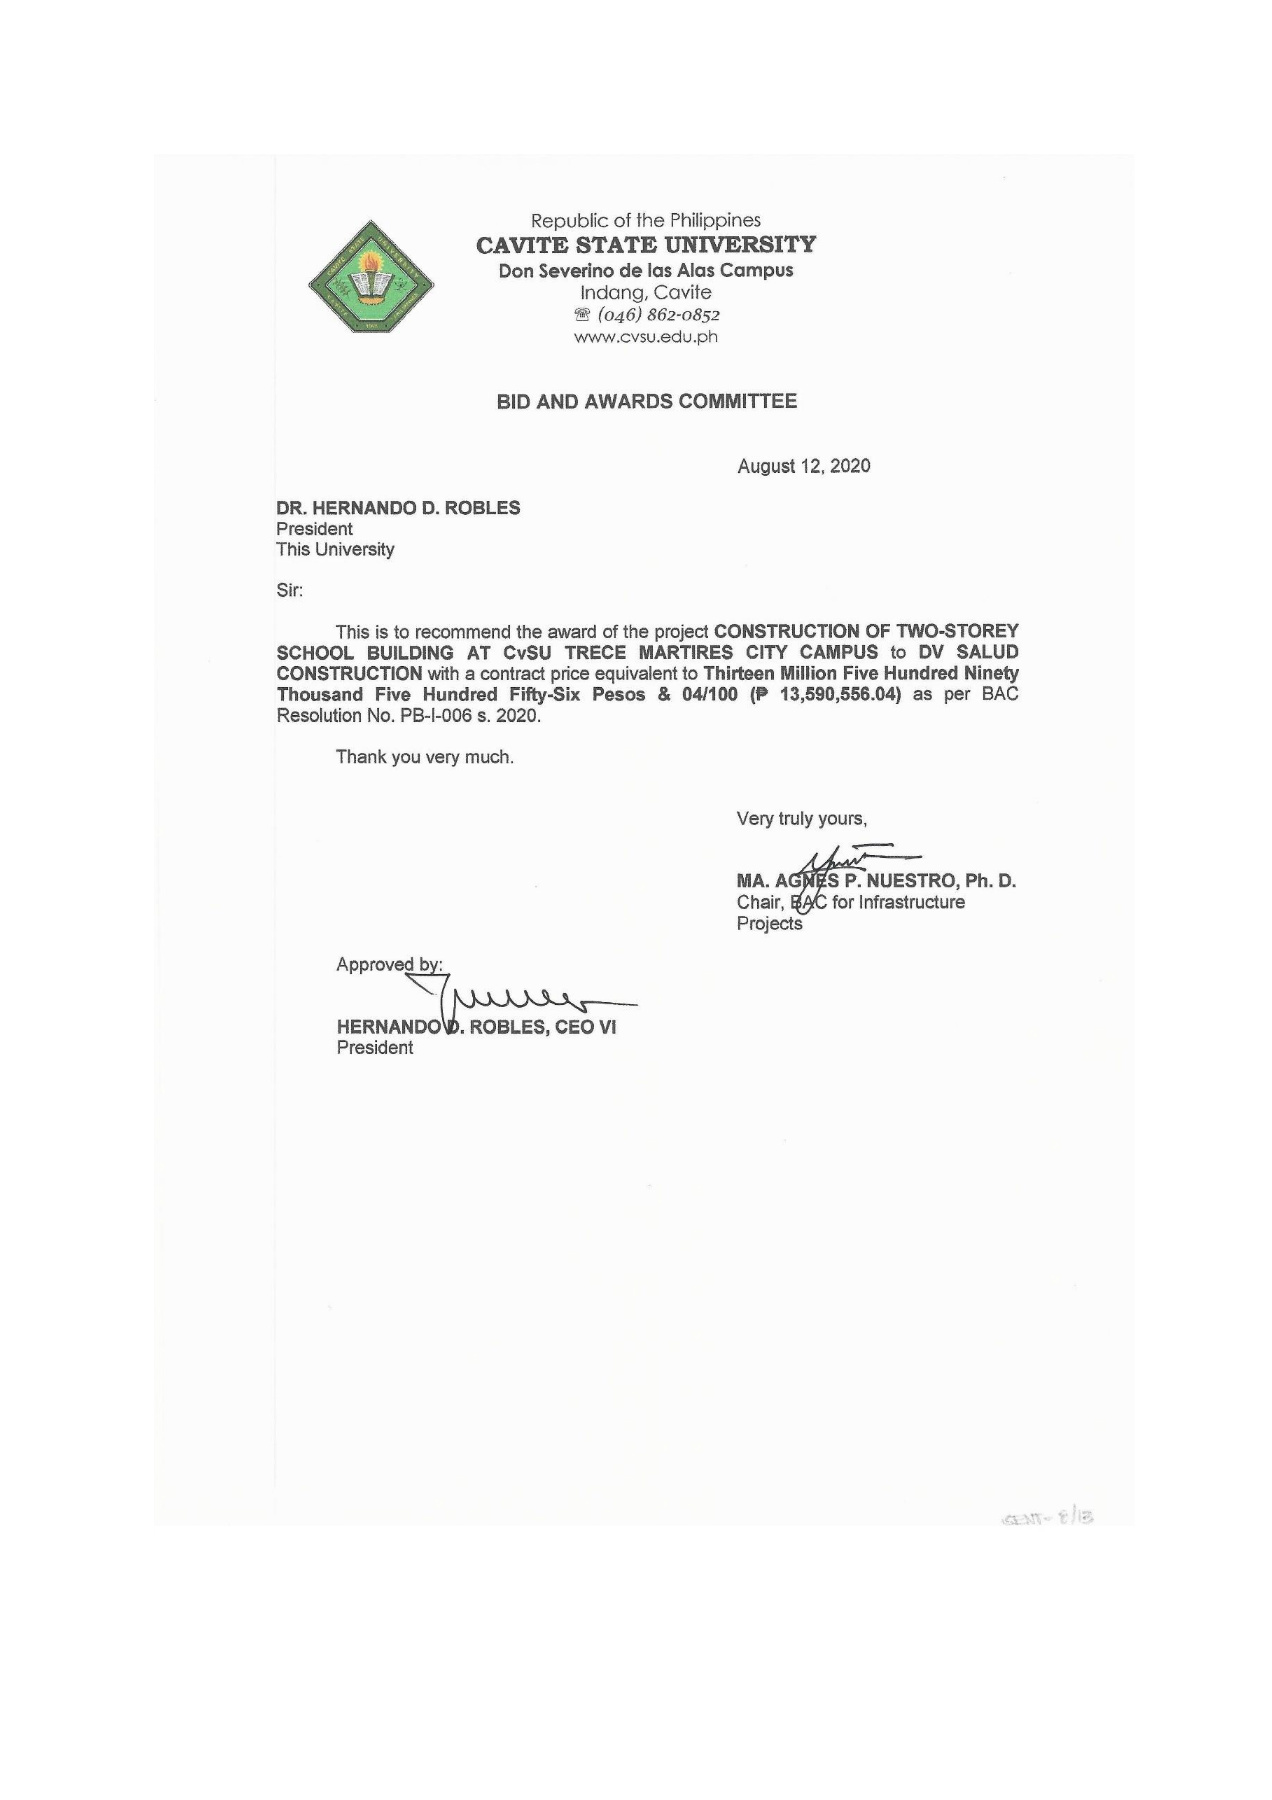 Republic of the Philippines
CAVITE STATE UNIVERSITY
Don Severino de las Alas Campus
Indang, Cavite
☏ (046) 862-0852
www.cvsu.edu.ph
BID AND AWARDS COMMITTEE
August 12, 2020
DR. HERNANDO D. ROBLES
President
This University
Sir:
This is to recommend the award of the project CONSTRUCTION OF TWO-STOREY
SCHOOL BUILDING AT CvSU TRECE MARTIRES CITY CAMPUS to DV SALUD
CONSTRUCTION with a contract price equivalent to Thirteen Million Five Hundred Ninety
Thousand Five Hundred Fifty-Six Pesos & 04/100 (₱ 13,590,556.04) as per BAC
Resolution No. PB-I-006 s. 2020.
Thank you very much.
Very truly yours,
MA. AGNES P. NUESTRO, Ph. D.
Chair, BAC for Infrastructure
Projects
Approved by:
HERNANDO D. ROBLES, CEO VI
President
SENT- 8/13